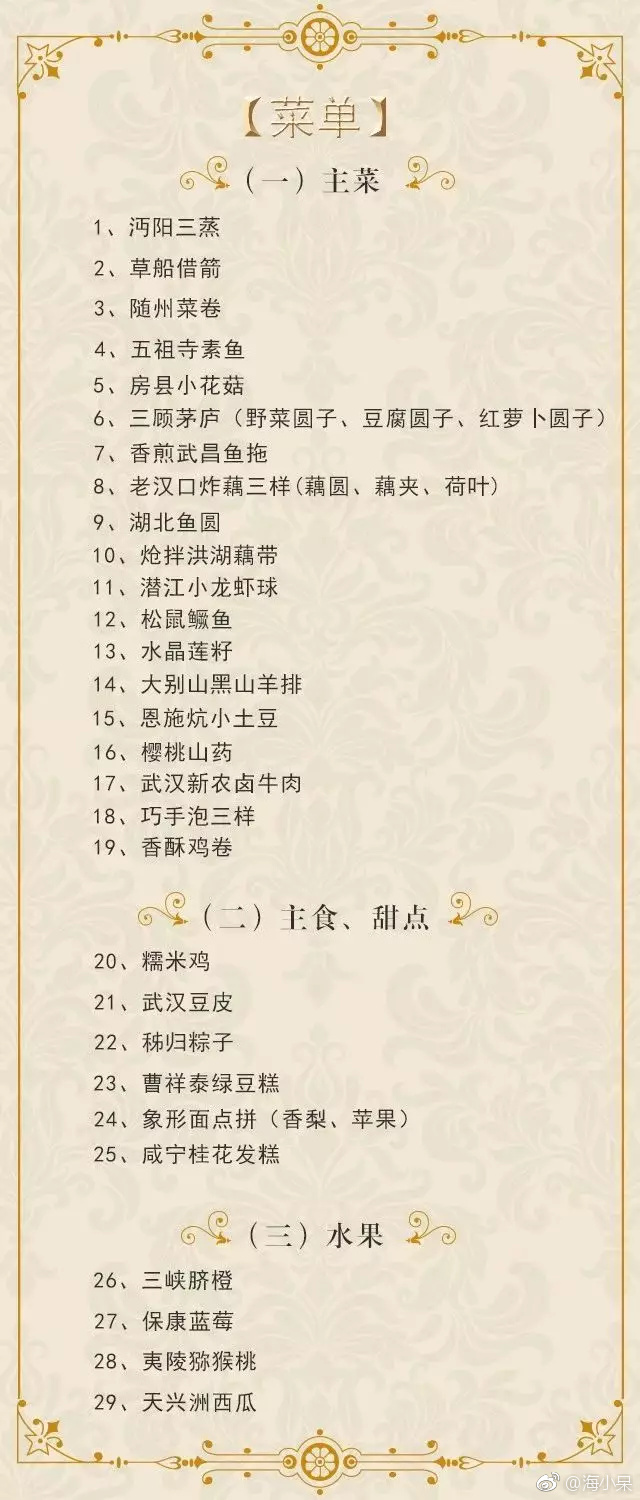 【菜单】
（一）主菜
1、沔阳三蒸
2、草船借箭
3、随州菜卷
4、五祖寺素鱼
5、房县小花菇
6、三顾茅庐（野菜圆子、豆腐圆子、红萝卜圆子）
7、香煎武昌鱼拖
8、老汉口炸藕三样(藕圆、藕夹、荷叶)
9、湖北鱼圆
10、炝拌洪湖藕带
11、潜江小龙虾球
12、松鼠鳜鱼
13、水晶莲籽
14、大别山黑山羊排
15、恩施炕小土豆
16、樱桃山药
17、武汉新农卤牛肉
18、巧手泡三样
19、香酥鸡卷
（二）主食、甜点
20、糯米鸡
21、武汉豆皮
22、秭归粽子
23、曹祥泰绿豆糕
24、象形面点拼（香梨、苹果）
25、咸宁桂花发糕
（三）水果
26、三峡脐橙
27、保康蓝莓
28、夷陵猕猴桃
29、天兴洲西瓜
@海小呆